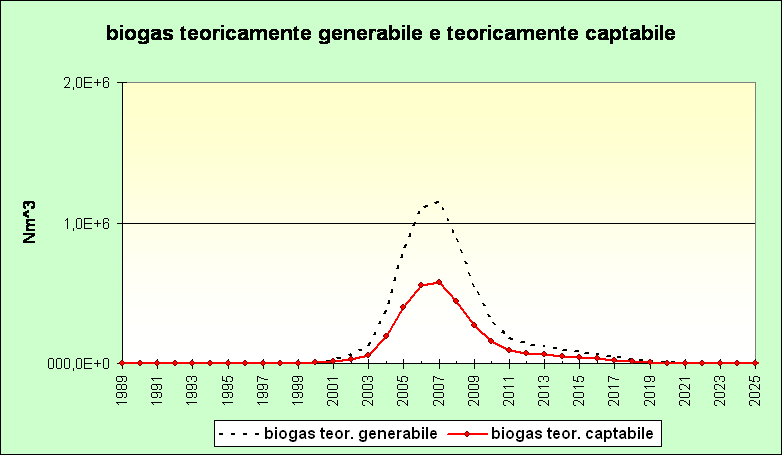 biogas teoricamente generabile e teoricamente captabile
2,0E+6
1,0E+6
000,0E+0
Nm^3
1989 1991 1993 1995 1997 1999 2001 2003 2005 2007 2009 2011 2013 2015 2017 2019 2021 2023 2025
biogas teor. generabile biogas teor. captabile